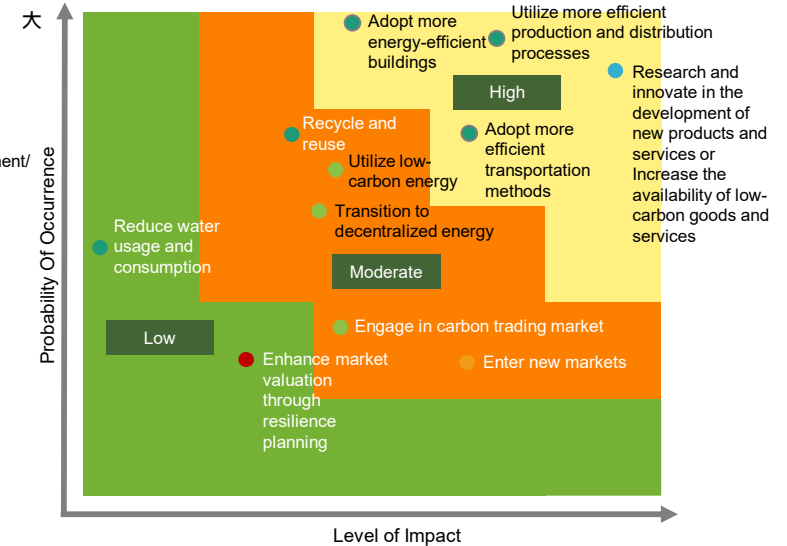 大
Adopt more
energy-efficient
buildings
Utilize more efficient
production and distribution
processes
Research and
innovate in the
development of
new products and
services or
Increase the
availability of low-
carbon goods and
services
High
Recycle and
reuse
Adopt more
efficient
transportation
methods
ment/
Utilize low-
carbon energy
Transition to
decentralized energy
Reduce water
usage and
consumption
Moderate
Low
Engage in carbon trading market
Enhance market
valuation
through
resilience
planning
Enter new markets
Probability Of Occurrence
Level of Impact